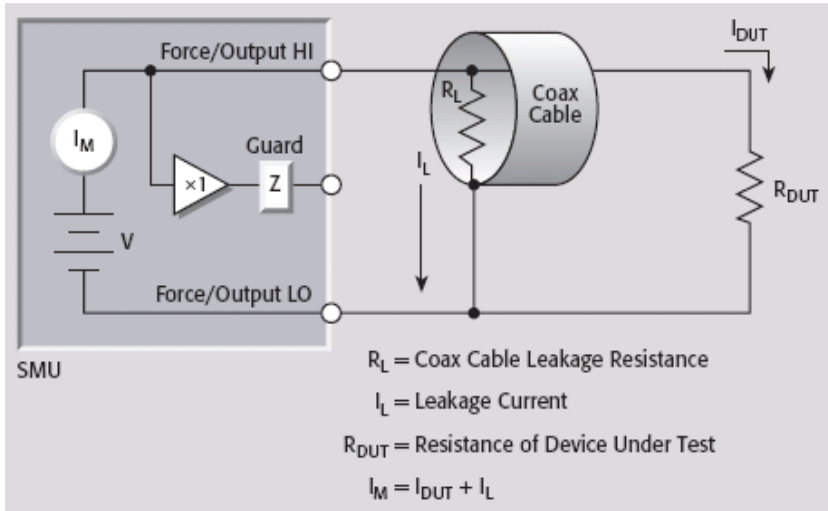 Force/Output HI
I_DUT
R_L
Coax
Cable
I_M
Guard
×1
Z
I_L
R_DUT
V
Force/Output LO
SMU
R_L = Coax Cable Leakage Resistance
I_L = Leakage Current
R_DUT = Resistance of Device Under Test
I_M = I_DUT + I_L